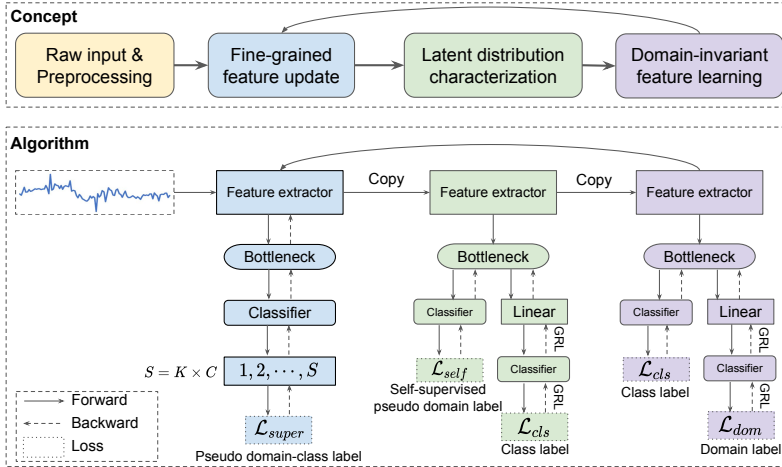 Concept
Raw input &
Preprocessing
Fine-grained
feature update
Latent distribution
characterization
Domain-invariant
feature learning
Algorithm
Feature extractor
Copy
Feature extractor
Copy
Feature extractor
Bottleneck
Bottleneck
Bottleneck
Classifier
Classifier
Linear
GRL
Classifier
Linear
GRL
S = K × C
1, 2, · · · , S
L_self
Classifier
L_cls
Classifier
Self-supervised
pseudo domain label
GRL
Class label
GRL
Forward
Backward
Loss
L_super
Pseudo domain-class label
L_cls
Class label
L_dom
Domain label